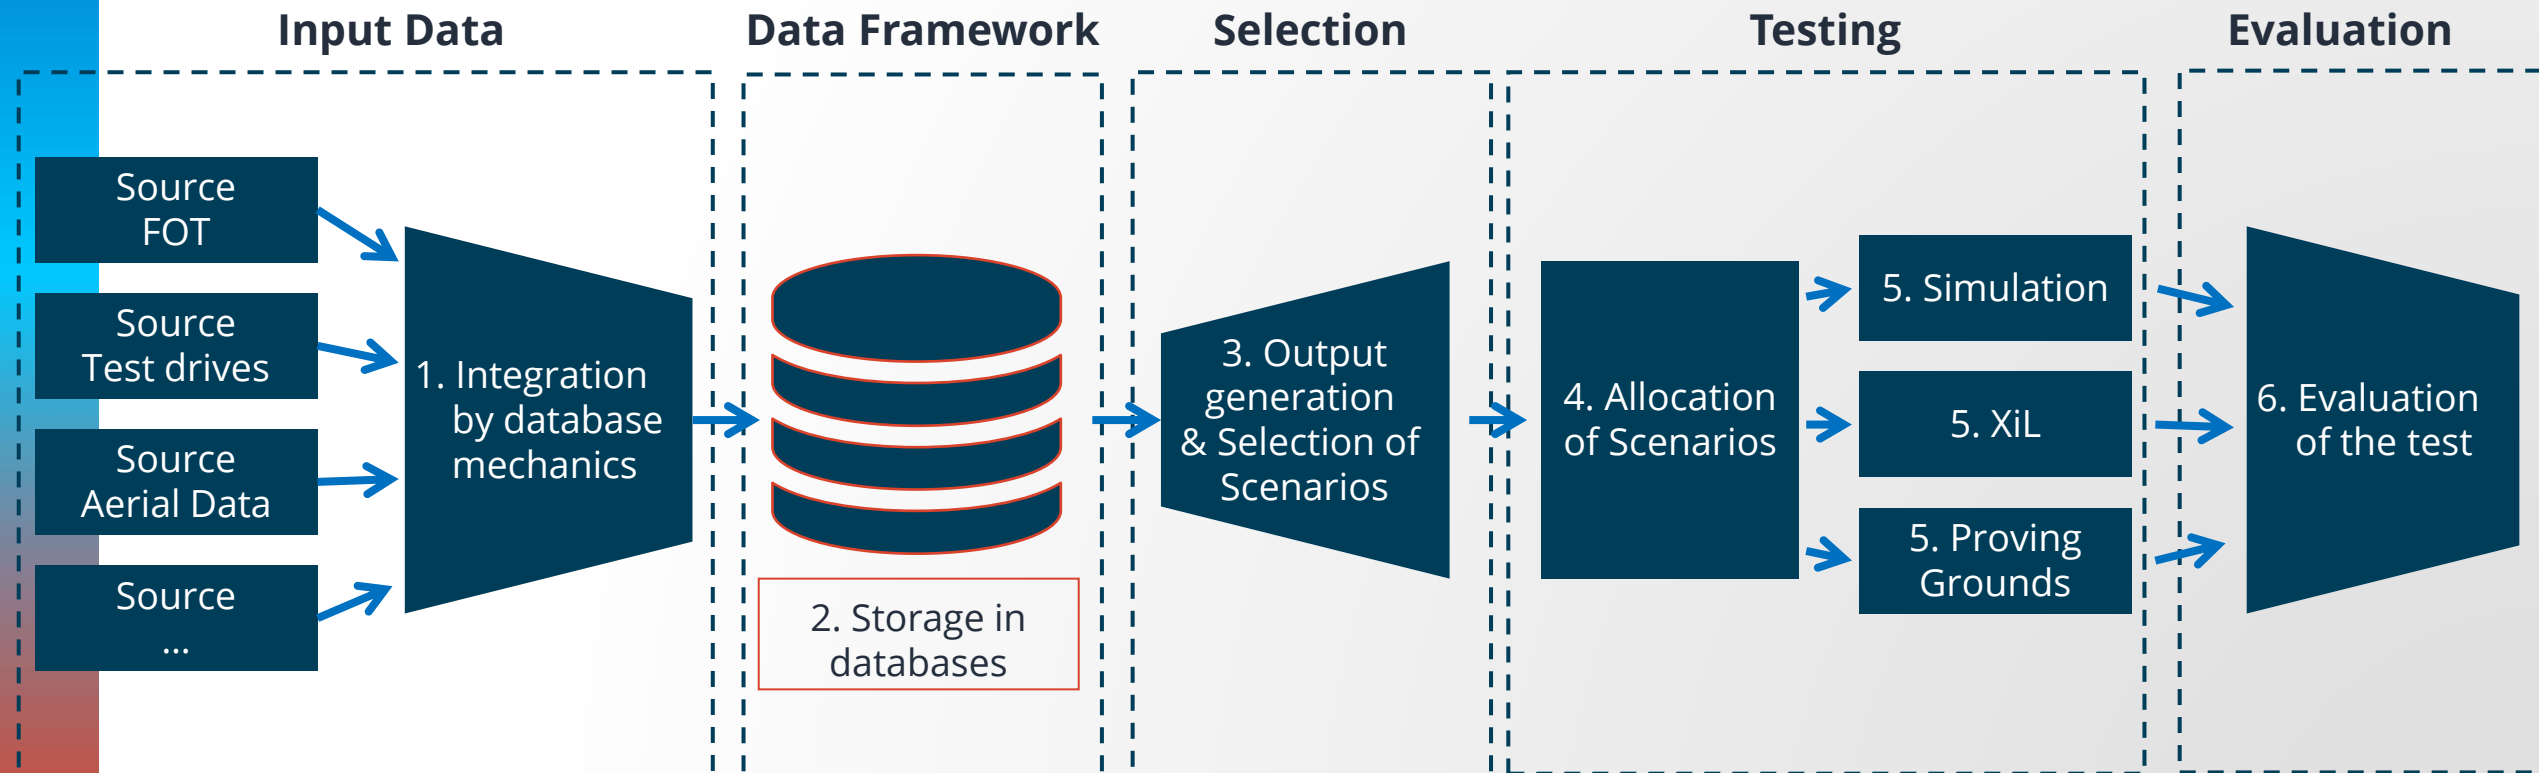 Input Data
Data Framework
Selection
Testing
Evaluation
Source
FOT
Source
Test drives
Source
Aerial Data
Source
...
1. Integration
by database
mechanics
2. Storage in
databases
3. Output
generation
& Selection of
Scenarios
4. Allocation
of Scenarios
5. Simulation
5. XiL
5. Proving
Grounds
6. Evaluation
of the test